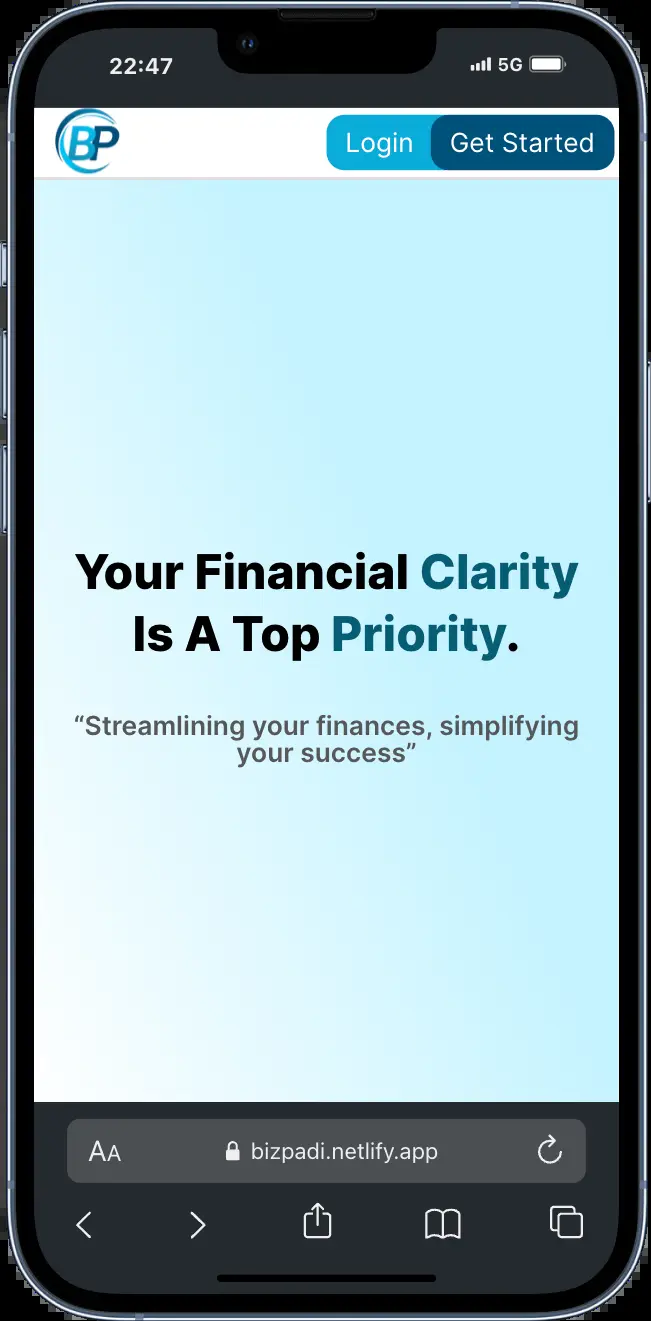 22:47
5G
BP
Login
Get Started
Your Financial Clarity
Is A Top Priority.
“Streamlining your finances, simplifying
your success”
AA
bizpadi.netlify.app